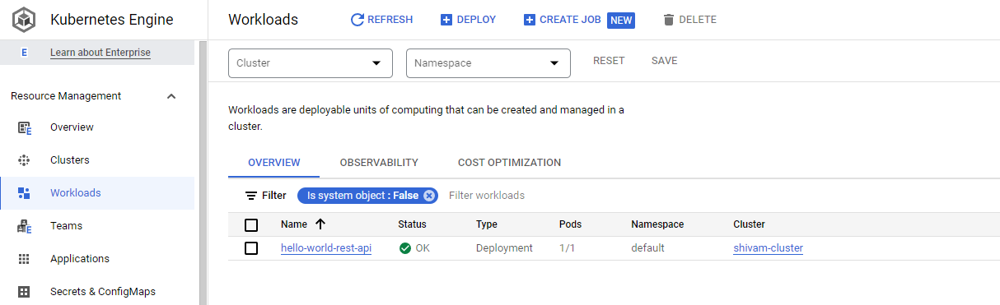 Kubernetes Engine
Workloads
REFRESH
DEPLOY
CREATE JOB NEW
DELETE
E Learn about Enterprise
Cluster
Namespace
RESET
SAVE
Resource Management
Overview
Clusters
Workloads
Teams
Applications
Secrets & ConfigMaps
Workloads are deployable units of computing that can be created and managed in a
cluster.
OVERVIEW OBSERVABILITY COST OPTIMIZATION
Filter Is system object : False Filter workloads
Name Status Type Pods Namespace Cluster
hello-world-rest-api OK Deployment 1/1 default shivam-cluster